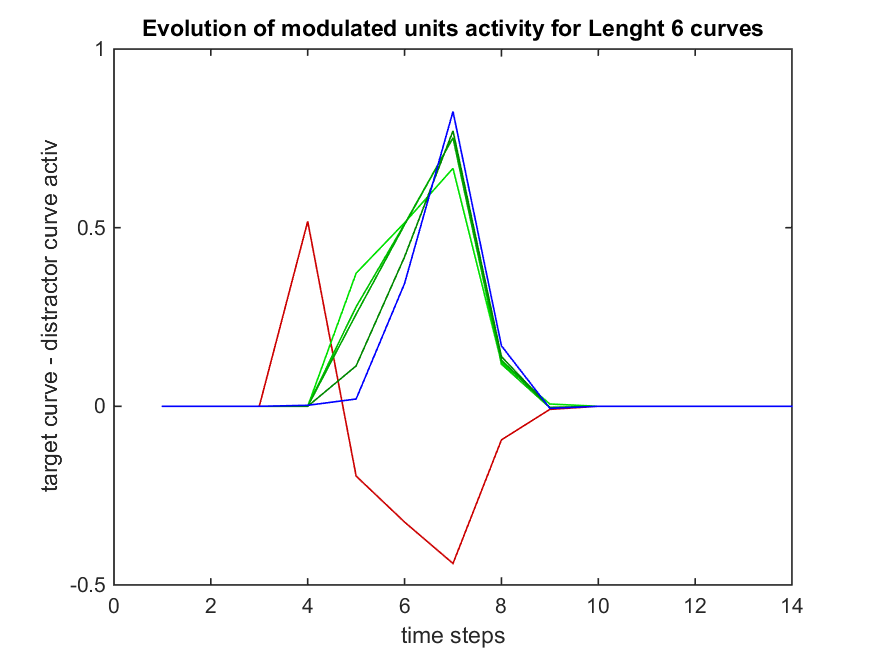 Evolution of modulated units activity for Lenght 6 curves
1
0.5
0
-0.5
target curve - distractor curve activ
0 2 4 6 8 10 12 14
time steps